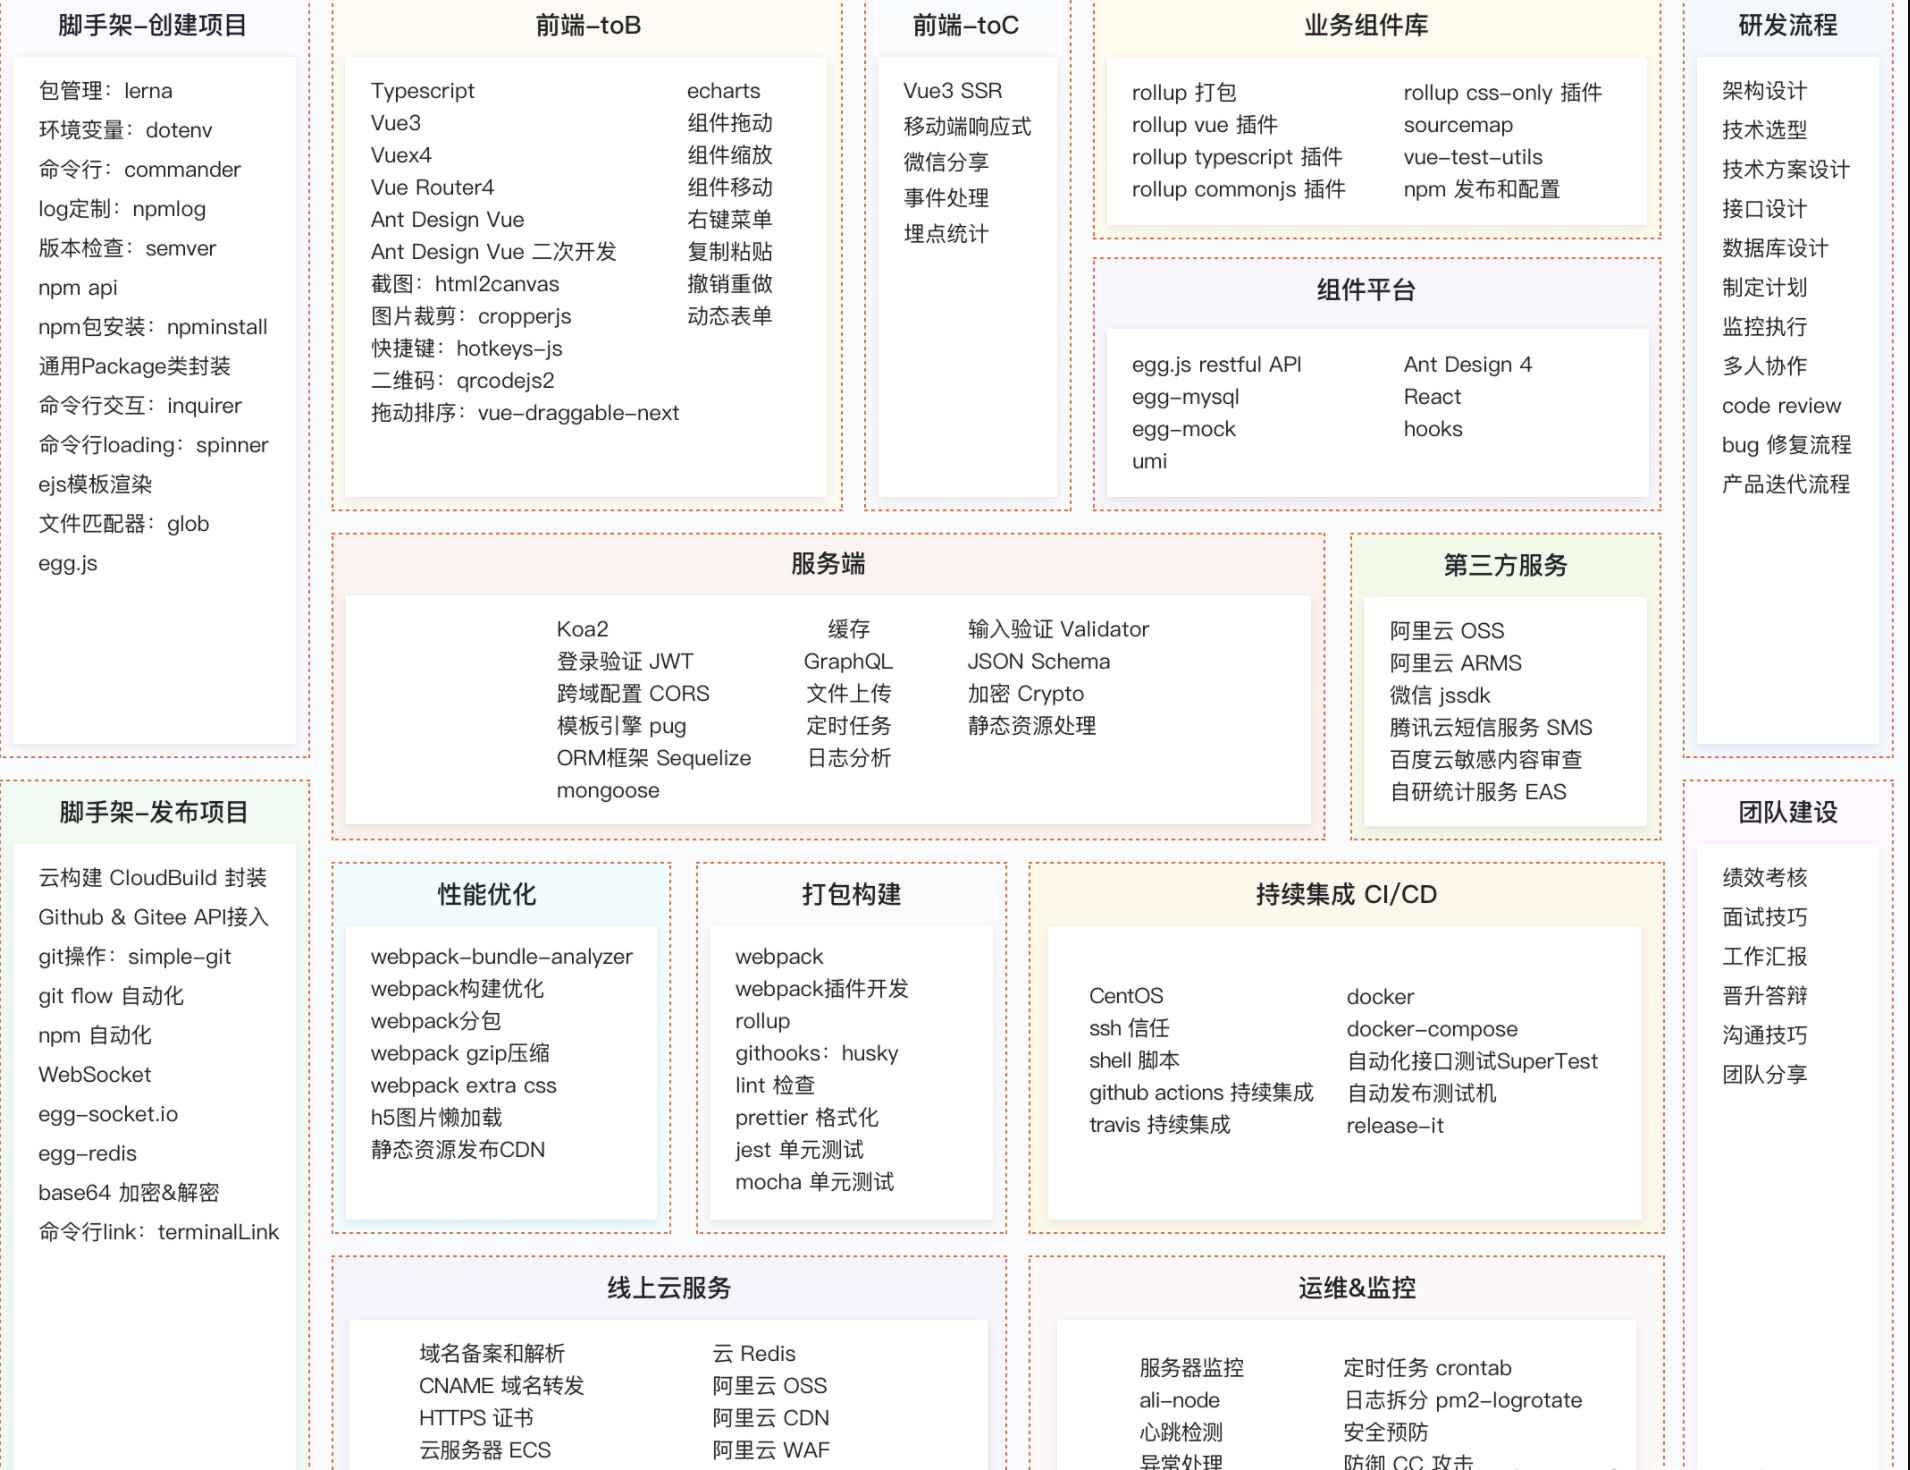 脚手架-创建项目
包管理：lerna
环境变量：dotenv
命令行：commander
log定制：npmlog
版本检查：semver
npm api
npm包安装：npminstall
通用Package类封装
命令行交互：inquirer
命令行loading：spinner
ejs模板渲染
文件匹配器：glob
egg.js
前端-toB
Typescript
Vue3
Vuex4
Vue Router4
Ant Design Vue
Ant Design Vue 二次开发
截图：html2canvas
图片裁剪：cropperjs
快捷键：hotkeys-js
二维码：qrcodejs2
拖动排序：vue-draggable-next
echarts
组件拖动
组件缩放
组件移动
右键菜单
复制粘贴
撤销重做
动态表单
前端-toC
Vue3 SSR
移动端响应式
微信分享
事件处理
埋点统计
业务组件库
rollup 打包
rollup vue 插件
rollup typescript 插件
rollup commonjs 插件
rollup css-only 插件
sourcemap
vue-test-utils
npm 发布和配置
组件平台
egg.js restful API
egg-mysql
egg-mock
umi
Ant Design 4
React
hooks
研发流程
架构设计
技术选型
技术方案设计
接口设计
数据库设计
制定计划
监控执行
多人协作
code review
bug 修复流程
产品迭代流程
服务端
Koa2
登录验证 JWT
跨域配置 CORS
模板引擎 pug
ORM框架 Sequelize
mongoose
缓存
GraphQL
文件上传
定时任务
日志分析
输入验证 Validator
JSON Schema
加密 Crypto
静态资源处理
第三方服务
阿里云 OSS
阿里云 ARMS
微信 jssdk
腾讯云短信服务 SMS
百度云敏感内容审查
自研统计服务 EAS
脚手架-发布项目
云构建 CloudBuild 封装
Github & Gitee API接入
git操作：simple-git
git flow 自动化
npm 自动化
WebSocket
egg-socket.io
egg-redis
base64 加密&解密
命令行link：terminalLink
性能优化
webpack-bundle-analyzer
webpack构建优化
webpack分包
webpack gzip压缩
webpack extra css
h5图片懒加载
静态资源发布CDN
打包构建
webpack
webpack插件开发
rollup
githooks：husky
lint 检查
prettier 格式化
jest 单元测试
mocha 单元测试
持续集成 CI/CD
CentOS
ssh 信任
shell 脚本
github actions 持续集成
travis 持续集成
docker
docker-compose
自动化接口测试SuperTest
自动发布测试机
release-it
团队建设
绩效考核
面试技巧
工作汇报
晋升答辩
沟通技巧
团队分享
线上云服务
域名备案和解析
CNAME 域名转发
HTTPS 证书
云服务器 ECS
云 Redis
阿里云 OSS
阿里云 CDN
阿里云 WAF
运维&监控
服务器监控
ali-node
心跳检测
异常处理
定时任务 crontab
日志拆分 pm2-logrotate
安全预防
防御 CC 攻击